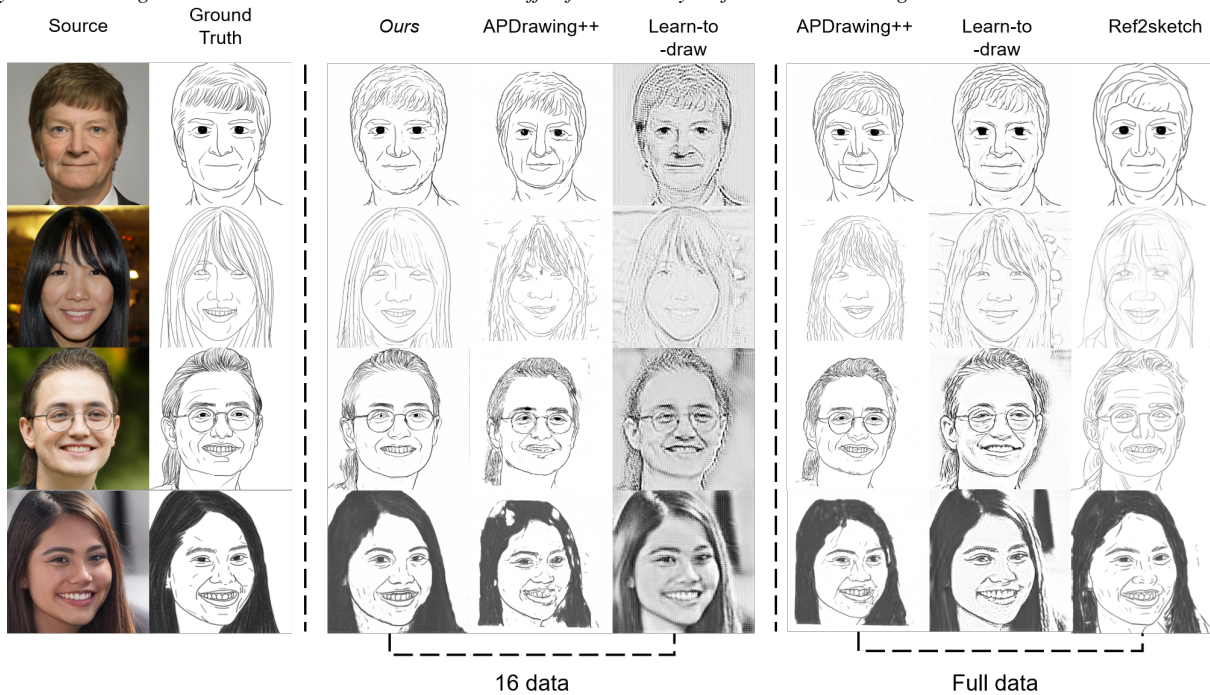 Source
Ground
Truth
Ours
APDrawing++
Learn-to
-draw
APDrawing++
Learn-to
-draw
Ref2sketch
16 data
Full data